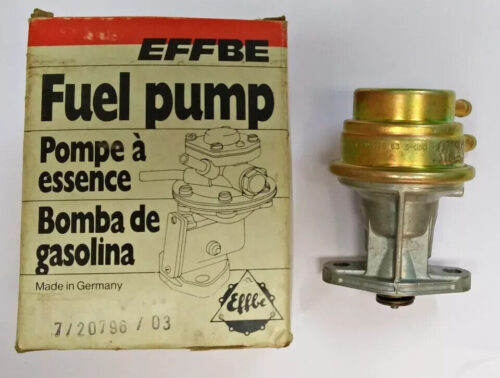 EFFBE
Fuel pump
Pompe à
essence
Bomba de
gasolina
Made in Germany
Effbe
7/20796 / 03